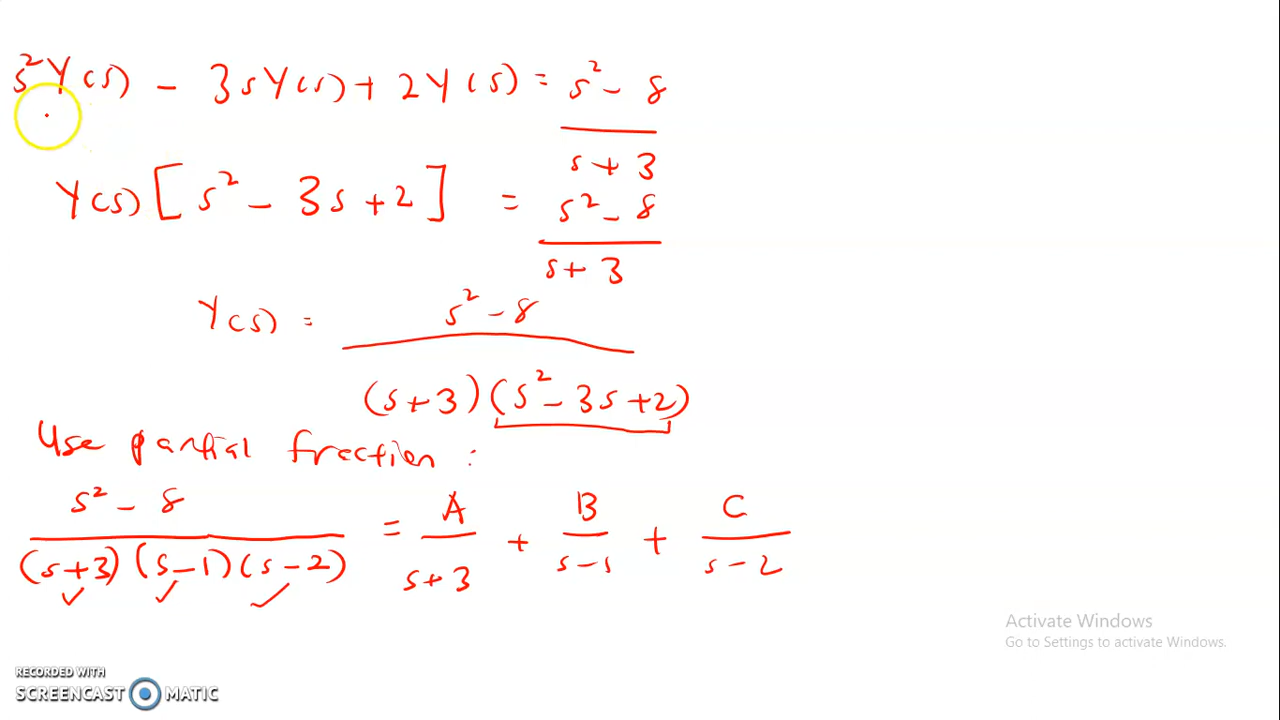 s²Y(s) - 3sY(s) + 2Y(s) = s² - 8
s + 3
Y(s) [s² - 3s + 2] = s² - 8
s + 3
Y(s) = s² - 8
(s + 3) (s² - 3s + 2)
Use partial fraction :
s² - 8 = A + B + C
(s + 3) (s - 1) (s - 2) s + 3 s - 1 s - 2
Activate Windows
Go to Settings to activate Windows.
RECORDED WITH
SCREENCAST MATIC